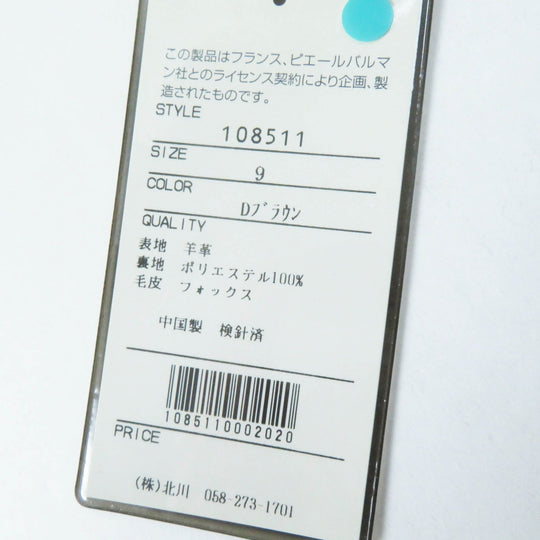 この製品はフランス、ピエールバルマ
ン社とのライセンス契約により企画、製
造されたものです。
STYLE
108511
SIZE
9
COLOR
Dブラウン
QUALITY
表地 羊革
裏地 ポリエステル100%
毛皮 フォックス
中国製 検針済
1085110002020
PRICE
(株)北川 058-273-1701